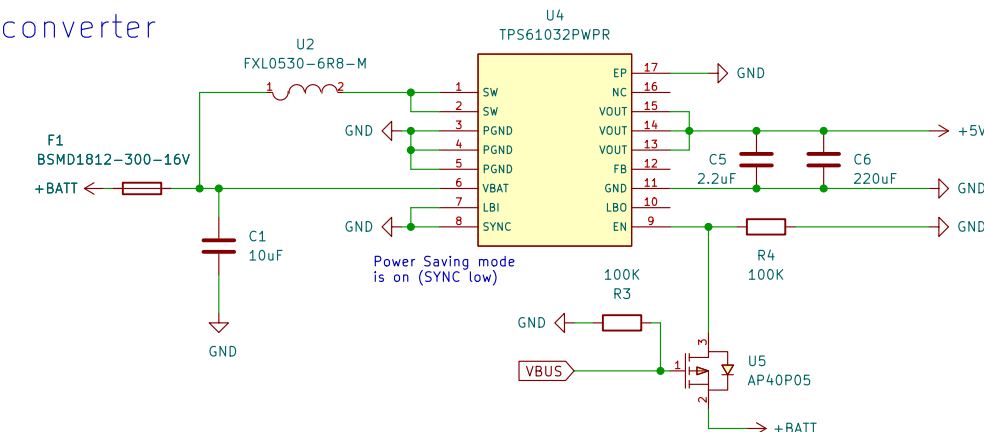 converter
U4
TPS61032PWPR
U2
FXL0530-6R8-M
1
2
F1
BSMD1812-300-16V
+BATT
GND
GND
1 SW
2 SW
3 PGND
4 PGND
5 PGND
6 VBAT
7 LBI
8 SYNC
EP 17
NC 16
VOUT 15
VOUT 14
VOUT 13
FB 12
GND 11
LBO 10
EN 9
GND
+5V
C5
2.2uF
C6
220uF
GND
GND
R4
100K
C1
10uF
GND
Power Saving mode
is on (SYNC low)
100K
R3
GND
VBUS
1
3
2
U5
AP40P05
+BATT